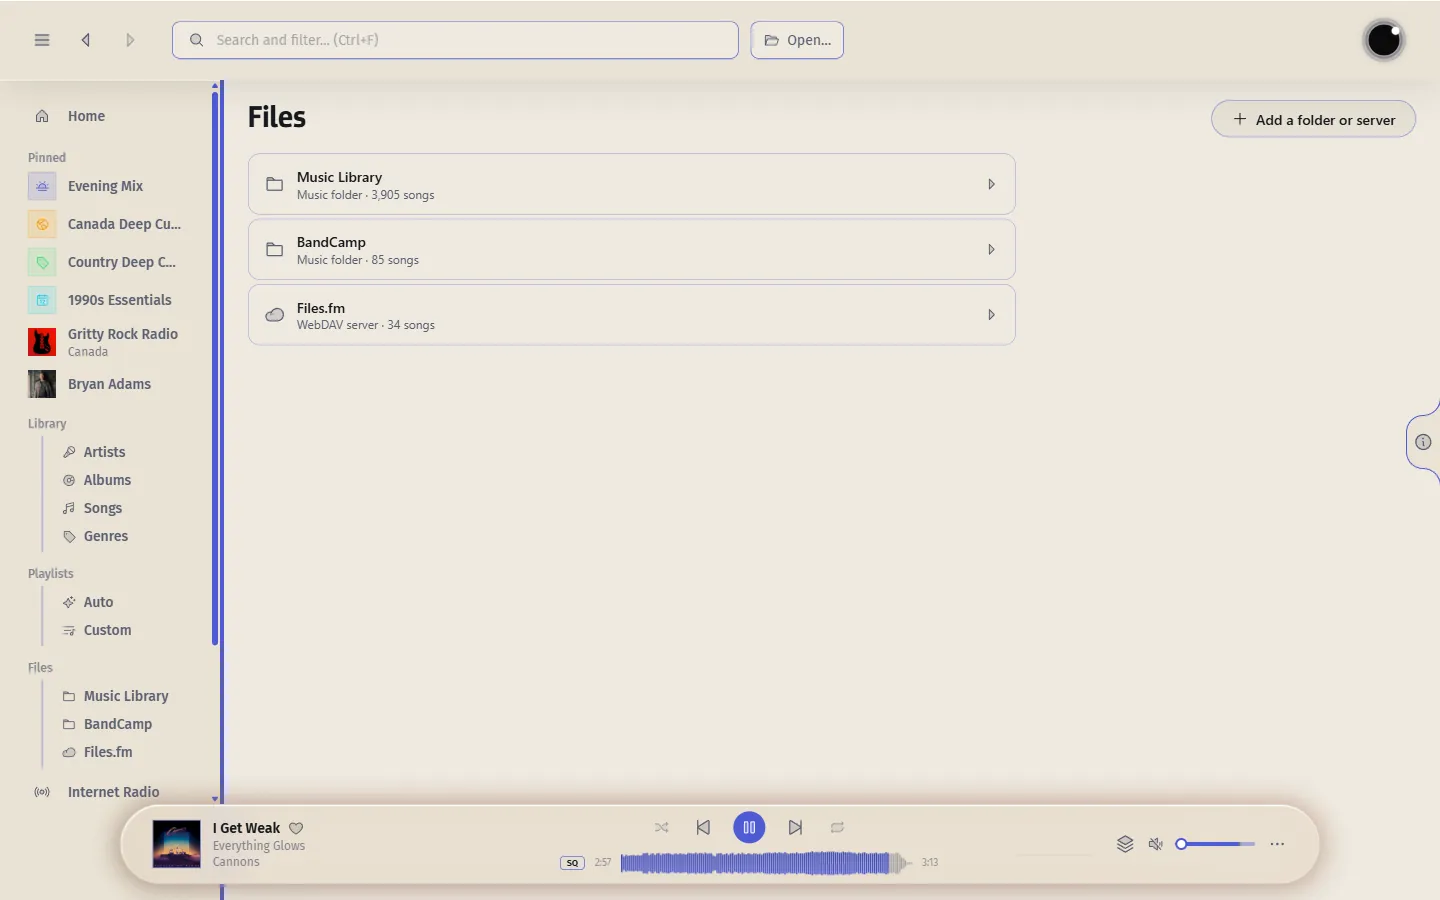 Search and filter... (Ctrl+F)
Open...
Home
Pinned
Evening Mix
Canada Deep Cu...
Country Deep C...
1990s Essentials
Gritty Rock Radio
Canada
Bryan Adams
Library
Artists
Albums
Songs
Genres
Playlists
Auto
Custom
Files
Music Library
BandCamp
Files.fm
Internet Radio
Files
Add a folder or server
Music Library
Music folder · 3,905 songs
BandCamp
Music folder · 85 songs
Files.fm
WebDAV server · 34 songs
I Get Weak
Everything Glows
Cannons
SQ
2:57
3:13